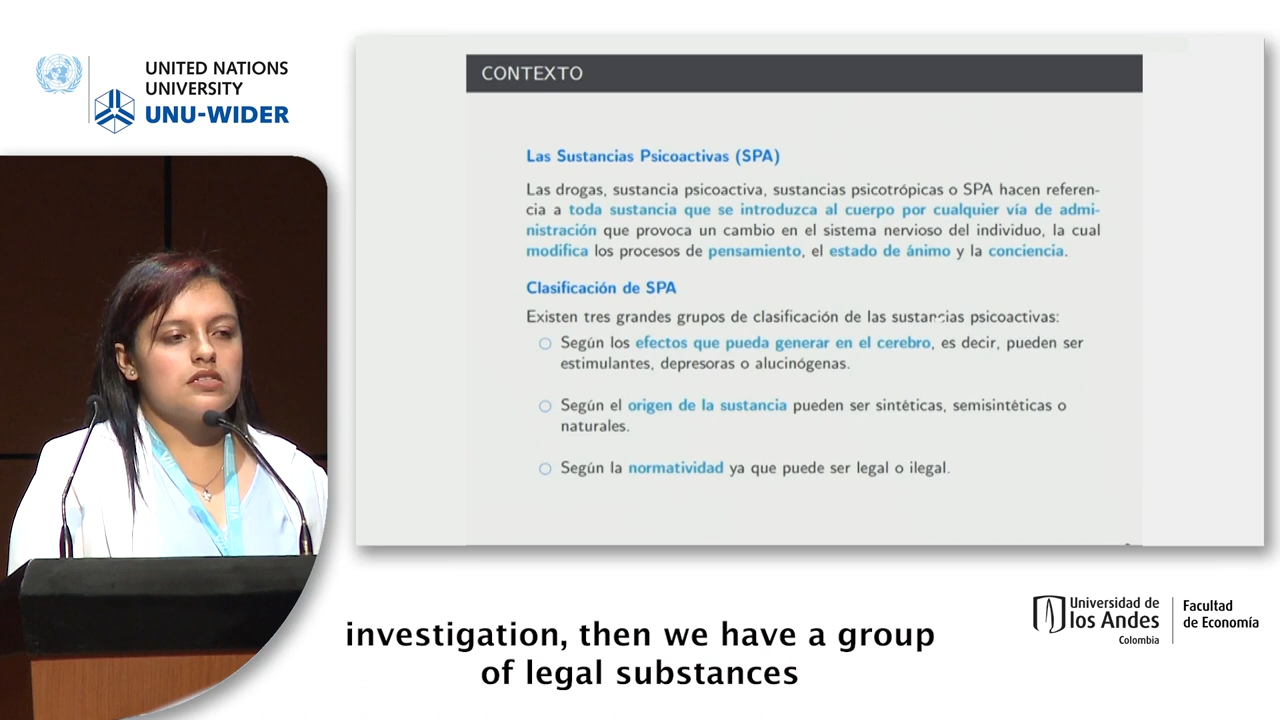 UNITED NATIONS
UNIVERSITY
UNU-WIDER
CONTEXTO
Las Sustancias Psicoactivas (SPA)
Las drogas, sustancia psicoactiva, sustancias psicotrópicas o SPA hacen referen-
cia a toda sustancia que se introduzca al cuerpo por cualquier vía de admi-
nistración que provoca un cambio en el sistema nervioso del individuo, la cual
modifica los procesos de pensamiento, el estado de ánimo y la conciencia.
Clasificación de SPA
Existen tres grandes grupos de clasificación de las sustancias psicoactivas:
Según los efectos que pueda generar en el cerebro, es decir, pueden ser
estimulantes, depresoras o alucinógenas.
Según el origen de la sustancia pueden ser sintéticas, semisintéticas o
naturales.
Según la normatividad ya que puede ser legal o ilegal.
investigation, then we have a group
of legal substances
Universidad de
los Andes
Colombia
Facultad
de Economía